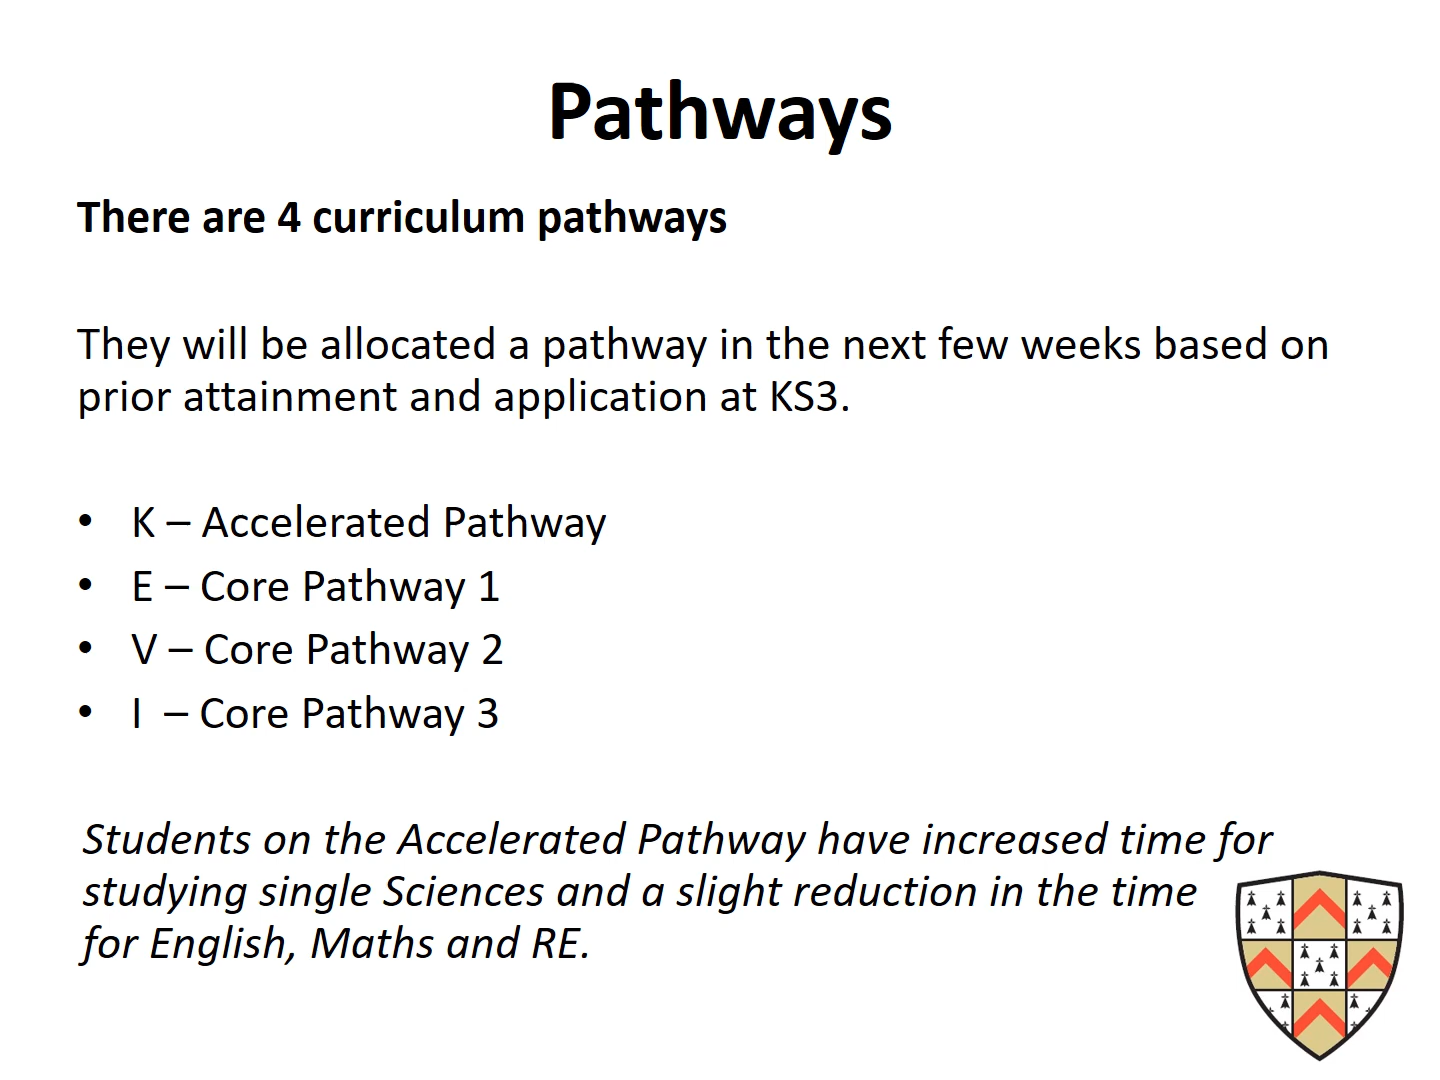 Pathways
There are 4 curriculum pathways
They will be allocated a pathway in the next few weeks based on
prior attainment and application at KS3.
• K – Accelerated Pathway
• E – Core Pathway 1
• V – Core Pathway 2
• I – Core Pathway 3
Students on the Accelerated Pathway have increased time for
studying single Sciences and a slight reduction in the time
for English, Maths and RE.